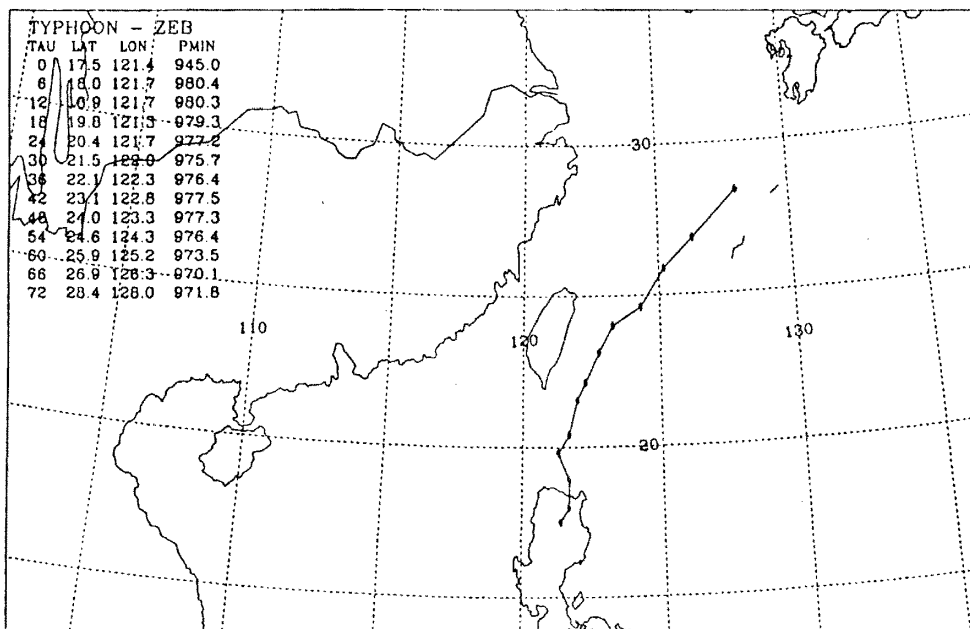 TYPHOON - ZEB
TAU LAT LON PMIN
0 17.5 121.4 945.0
6 18.0 121.7 980.4
12 18.9 121.7 980.3
18 19.8 121.3 979.3
24 20.4 121.7 977.2
30 21.5 122.0 975.7
36 22.1 122.3 976.4
42 23.1 122.8 977.5
48 24.0 123.3 977.3
54 24.6 124.3 976.4
60 25.9 125.2 973.5
66 26.9 126.3 970.1
72 28.4 128.0 971.8
30
110
120
130
20